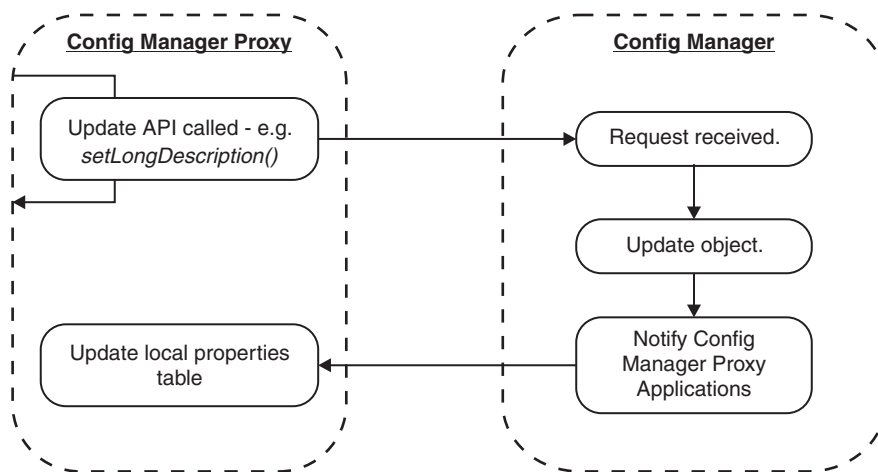 Config Manager Proxy
Update API called - e.g.
setLongDescription()
Update local properties
table
Config Manager
Request received.
Update object.
Notify Config
Manager Proxy
Applications